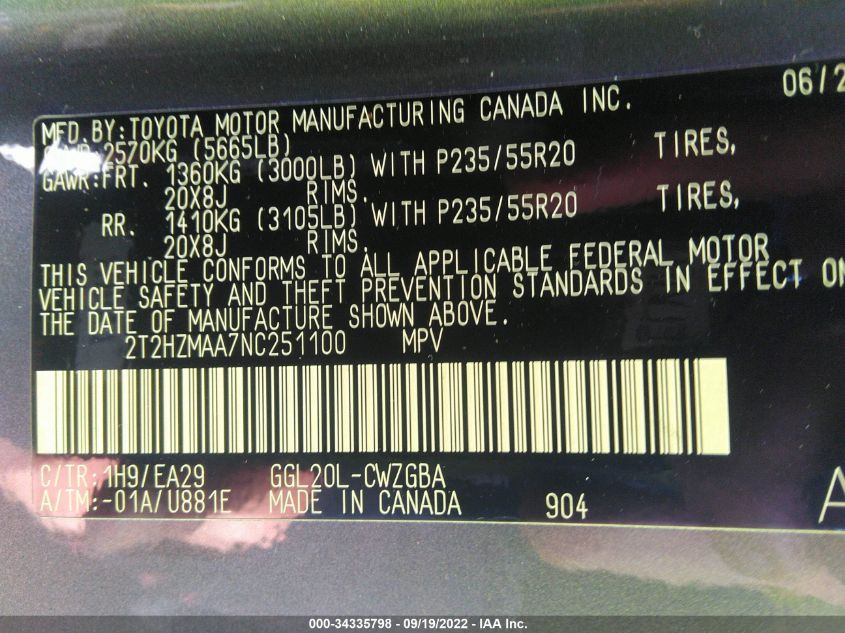 06/2
MFD.BY:TOYOTA MOTOR MANUFACTURING CANADA INC.
GVWR 2570KG (5665LB)
GAWR:FRT. 1360KG (3000LB) WITH P235/55R20 TIRES,
20X8J RIMS.
RR. 1410KG (3105LB) WITH P235/55R20 TIRES,
20X8J RIMS.
THIS VEHICLE CONFORMS TO ALL APPLICABLE FEDERAL MOTOR
VEHICLE SAFETY AND THEFT PREVENTION STANDARDS IN EFFECT ON
THE DATE OF MANUFACTURE SHOWN ABOVE.
2T2HZMAA7NC251100 MPV
C/TR:1H9/EA29 GGL20L-CWZGBA
A/TM:-01A/U881E MADE IN CANADA 904 A
000-34335798 - 09/19/2022 - IAA Inc.